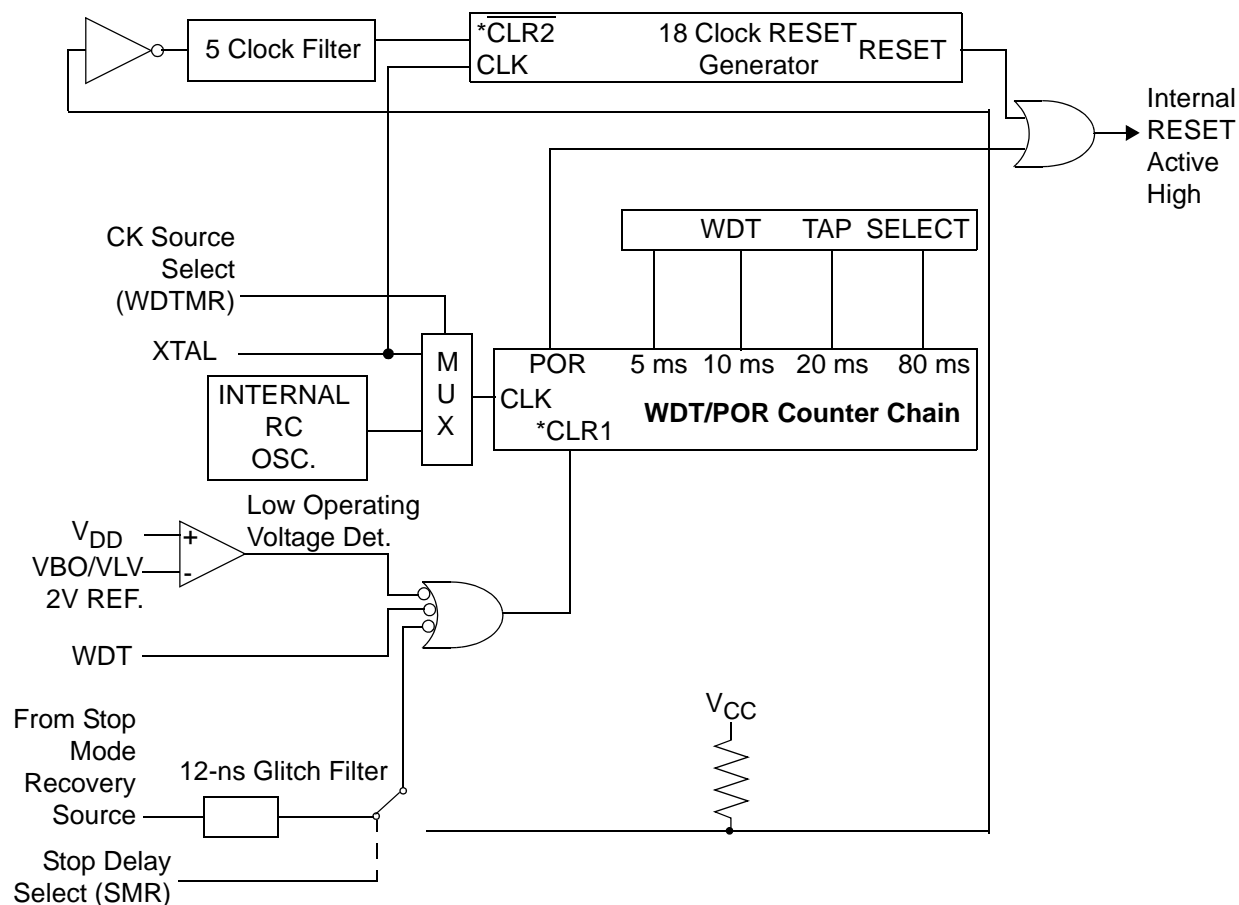 5 Clock Filter
*CLR2
CLK
18 Clock RESET
Generator
RESET
Internal
RESET
Active
High
WDT TAP SELECT
CK Source
Select
(WDTMR)
XTAL
M
U
X
INTERNAL
RC
OSC.
POR
5 ms
10 ms
20 ms
80 ms
CLK
WDT/POR Counter Chain
*CLR1
Low Operating
Voltage Det.
VDD
+
VBO/VLV
-
2V REF.
WDT
VCC
From Stop
Mode
Recovery
Source
12-ns Glitch Filter
Stop Delay
Select (SMR)